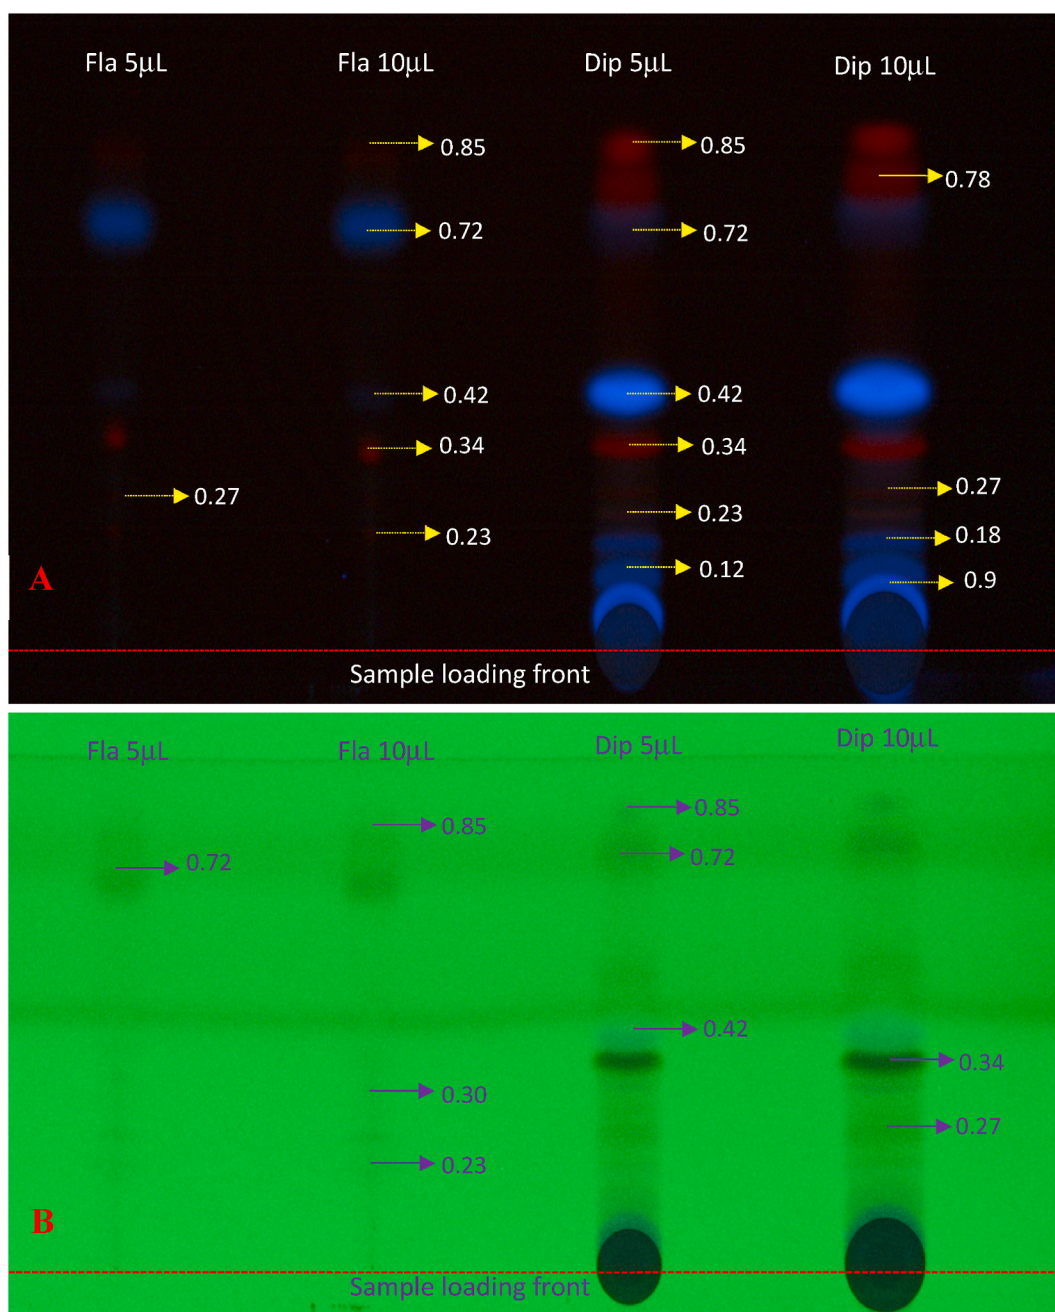 Fla 5μL Fla 10μL Dip 5μL Dip 10μL
0.85 0.85
0.78
0.72 0.72
0.42 0.42
0.34 0.34
0.27 0.27
0.23 0.23
0.18
0.12
A 0.9
Sample loading front
Fla 5μL Fla 10μL Dip 5μL Dip 10μL
0.85 0.85
0.72 0.72
0.42
0.34
0.30
0.27
0.23
B
Sample loading front